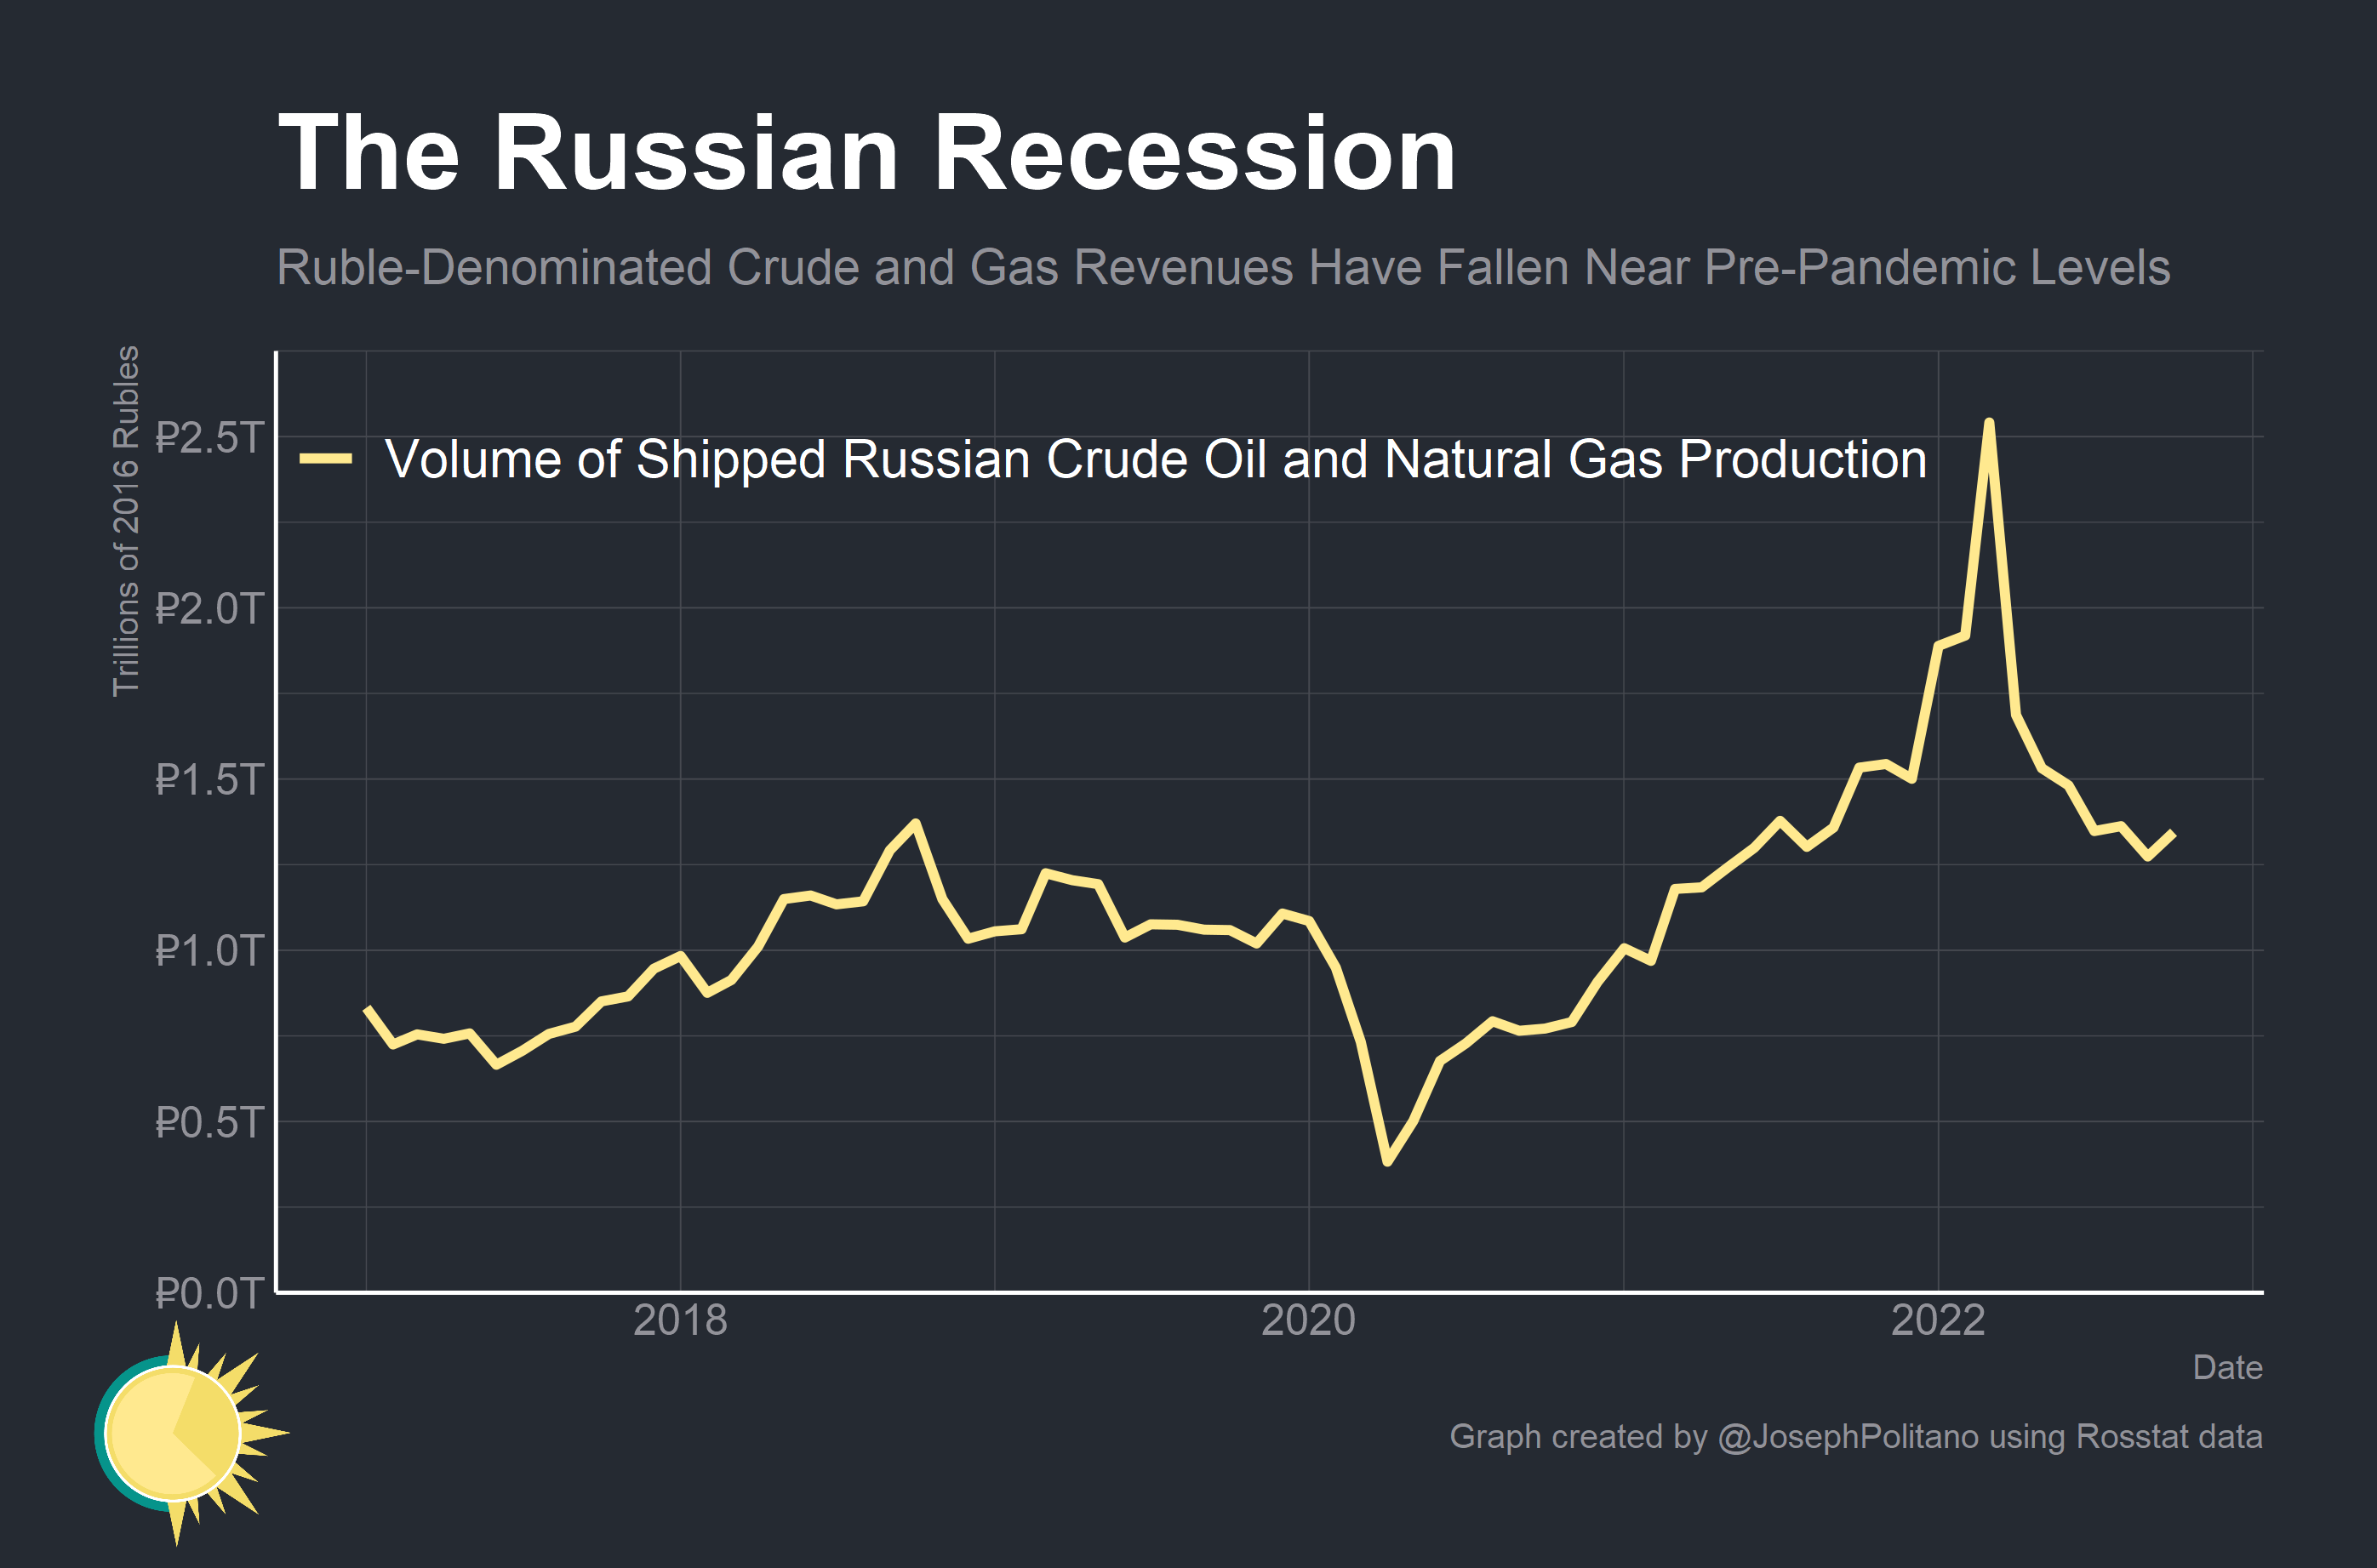 The Russian Recession
Ruble-Denominated Crude and Gas Revenues Have Fallen Near Pre-Pandemic Levels
Trillions of 2016 Rubles
₽2.5T
Volume of Shipped Russian Crude Oil and Natural Gas Production
₽2.0T
₽1.5T
₽1.0T
₽0.5T
₽0.0T
2018 2020 2022
Date
Graph created by @JosephPolitano using Rosstat data